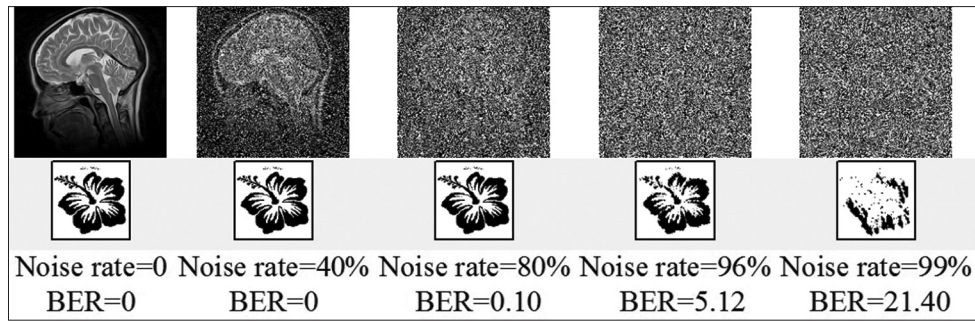 Noise rate=0 Noise rate=40% Noise rate=80% Noise rate=96% Noise rate=99%
BER=0 BER=0 BER=0.10 BER=5.12 BER=21.40